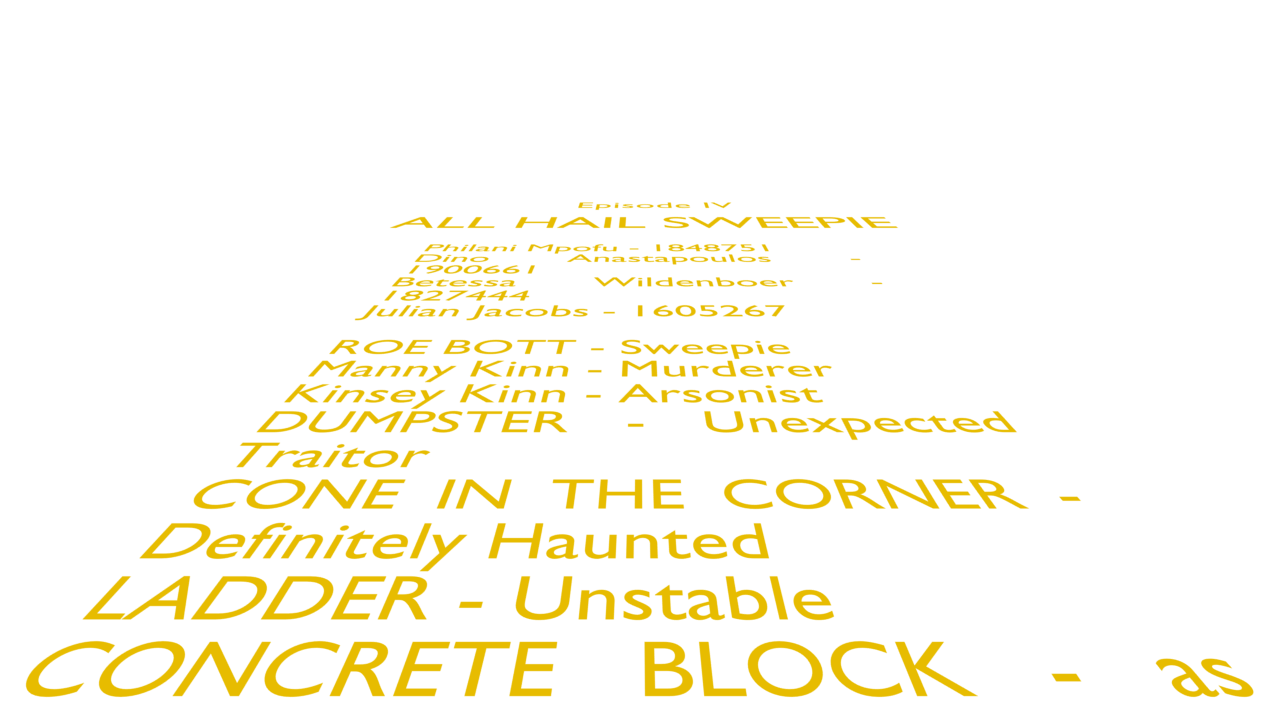 Episode IV
ALL HAIL SWEEPIE
Philani Mpofu - 1848751
Dino Anastapoulos -
1900661
Betessa Wildenboer -
1827444
Julian Jacobs - 1605267
ROE BOTT - Sweepie
Manny Kinn - Murderer
Kinsey Kinn - Arsonist
DUMPSTER - Unexpected
Traitor
CONE IN THE CORNER -
Definitely Haunted
LADDER - Unstable
CONCRETE BLOCK - as